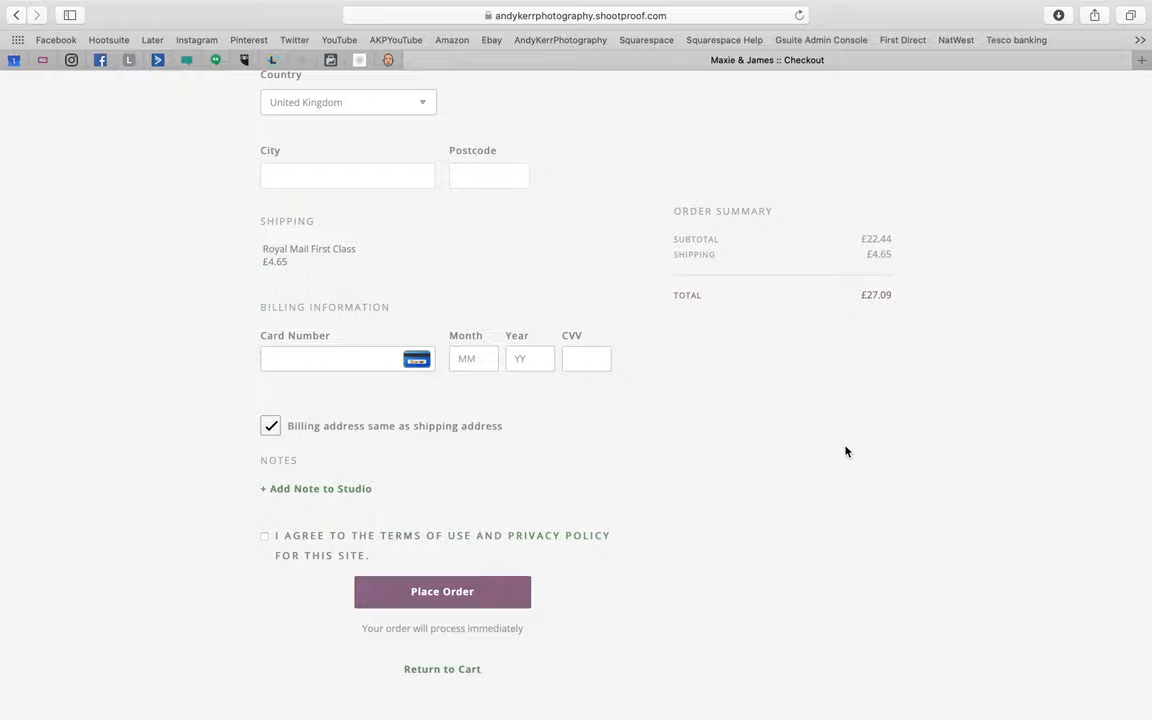 andykerrphotography.shootproof.com
Facebook Hootsuite Later Instagram Pinterest Twitter YouTube AKPYouTube Amazon Ebay AndyKerrPhotography Squarespace Squarespace Help Gsuite Admin Console First Direct NatWest Tesco banking
Maxie & James :: Checkout
Country
United Kingdom
City Postcode
SHIPPING
Royal Mail First Class
£4.65
ORDER SUMMARY
SUBTOTAL £22.44
SHIPPING £4.65
TOTAL £27.09
BILLING INFORMATION
Card Number Month Year CVV
MM YY
Billing address same as shipping address
NOTES
+ Add Note to Studio
I AGREE TO THE TERMS OF USE AND PRIVACY POLICY
FOR THIS SITE.
Place Order
Your order will process immediately
Return to Cart